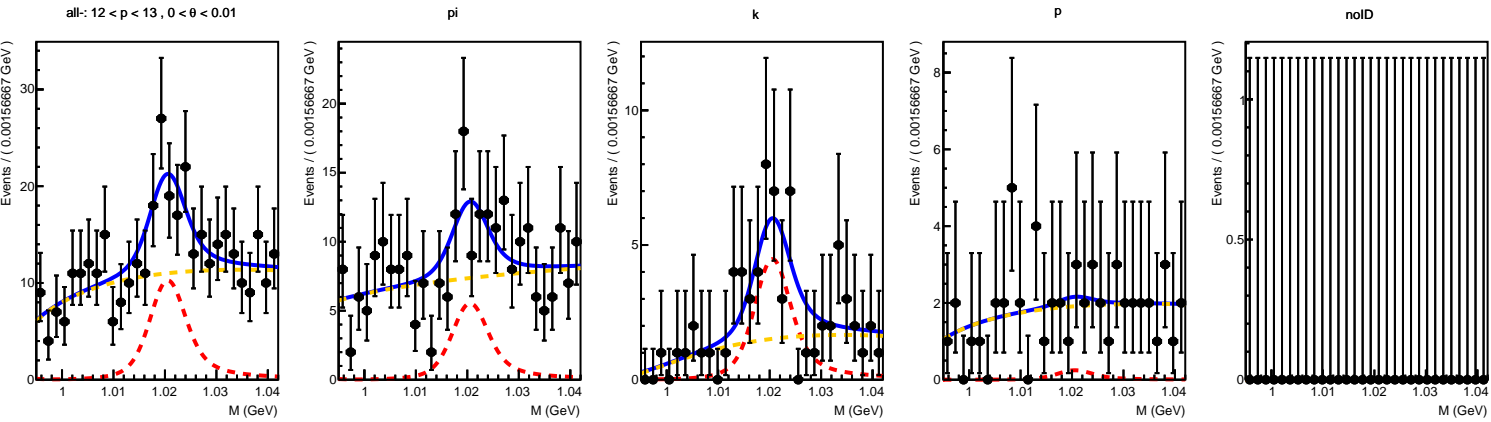 all-: 12 < p < 13 , 0 < θ < 0.01
Events / ( 0.00156667 GeV )
30
20
10
0
1 1.01 1.02 1.03 1.04
M (GeV)
pi
Events / ( 0.00156667 GeV )
20
15
10
5
0
1 1.01 1.02 1.03 1.04
M (GeV)
k
Events / ( 0.00156667 GeV )
10
5
0
1 1.01 1.02 1.03 1.04
M (GeV)
p
Events / ( 0.00156667 GeV )
8
6
4
2
0
1 1.01 1.02 1.03 1.04
M (GeV)
noID
Events / ( 0.00156667 GeV )
1
0.5
0
1 1.01 1.02 1.03 1.04
M (GeV)